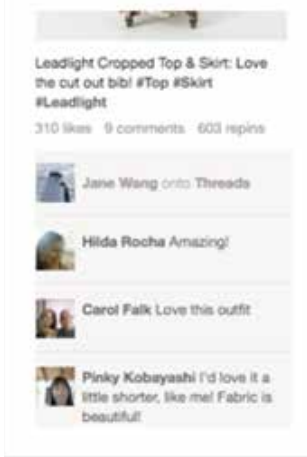 Leadlight Cropped Top & Skirt: Love
the cut out bib! #Top #Skirt
#Leadlight
310 likes 9 comments 603 repins
Jane Wang onto Threads
Hilda Rocha Amazing!
Carol Falk Love this outfit
Pinky Kobayashi I'd love it a
little shorter, like me! Fabric is
beautiful!